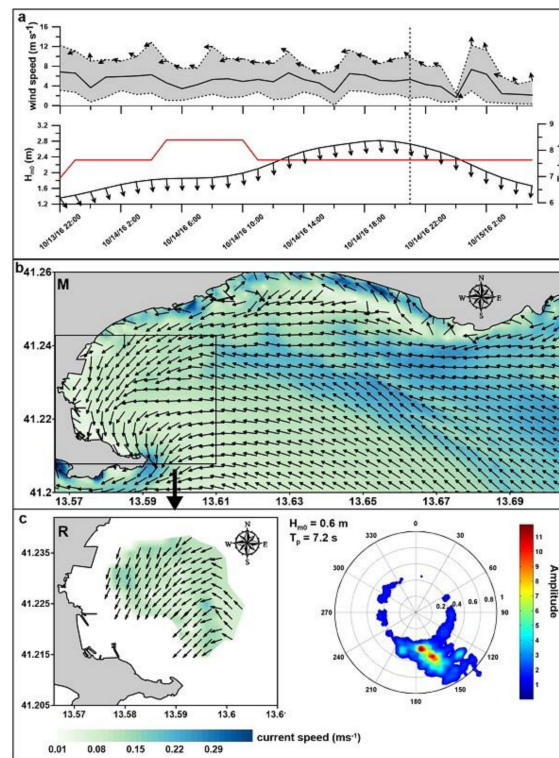 a
wind speed (m s⁻¹)
16
12
8
4
0
Hm0 (m)
3.2
2.8
2.4
2
1.6
1.2
9
8
7
6
10/13/16 22:00
10/14/16 2:00
10/14/16 6:00
10/14/16 10:00
10/14/16 14:00
10/14/16 18:00
10/14/16 22:00
10/15/16 2:00
b
M
N
W E
S
41.26
41.24
41.22
41.2
13.57 13.59 13.61 13.63 13.65 13.67 13.69
c
R
N
W E
S
41.235
41.225
41.215
41.205
13.57 13.58 13.59 13.6 13.6
0.01 0.08 0.15 0.22 0.29
current speed (ms⁻¹)
Hm0 = 0.6 m
Tp = 7.2 s
0
30
60
90
120
150
180
210
240
270
300
330
0.2 0.4 0.6 0.8 1
Amplitude
11
10
9
8
7
6
5
4
3
2
1